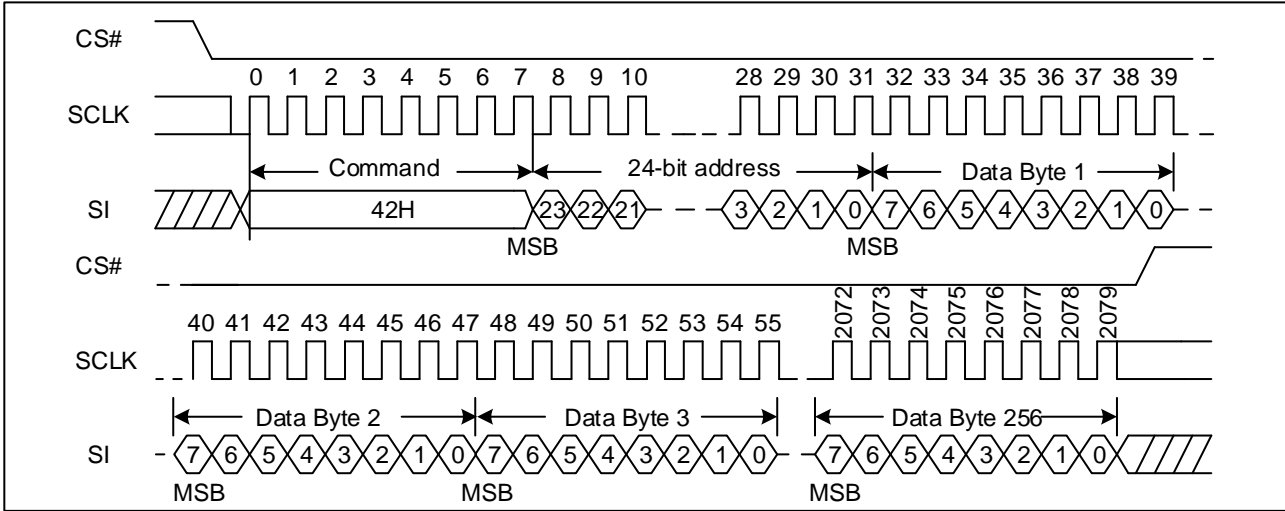 CS#
0 1 2 3 4 5 6 7 8 9 10 28 29 30 31 32 33 34 35 36 37 38 39
SCLK
Command 24-bit address Data Byte 1
SI 42H 23 22 21 3 2 1 0 7 6 5 4 3 2 1 0
MSB MSB
CS#
40 41 42 43 44 45 46 47 48 49 50 51 52 53 54 55 2072 2073 2074 2075 2076 2077 2078 2079
SCLK
Data Byte 2 Data Byte 3 Data Byte 256
SI 7 6 5 4 3 2 1 0 7 6 5 4 3 2 1 0 7 6 5 4 3 2 1 0
MSB MSB MSB